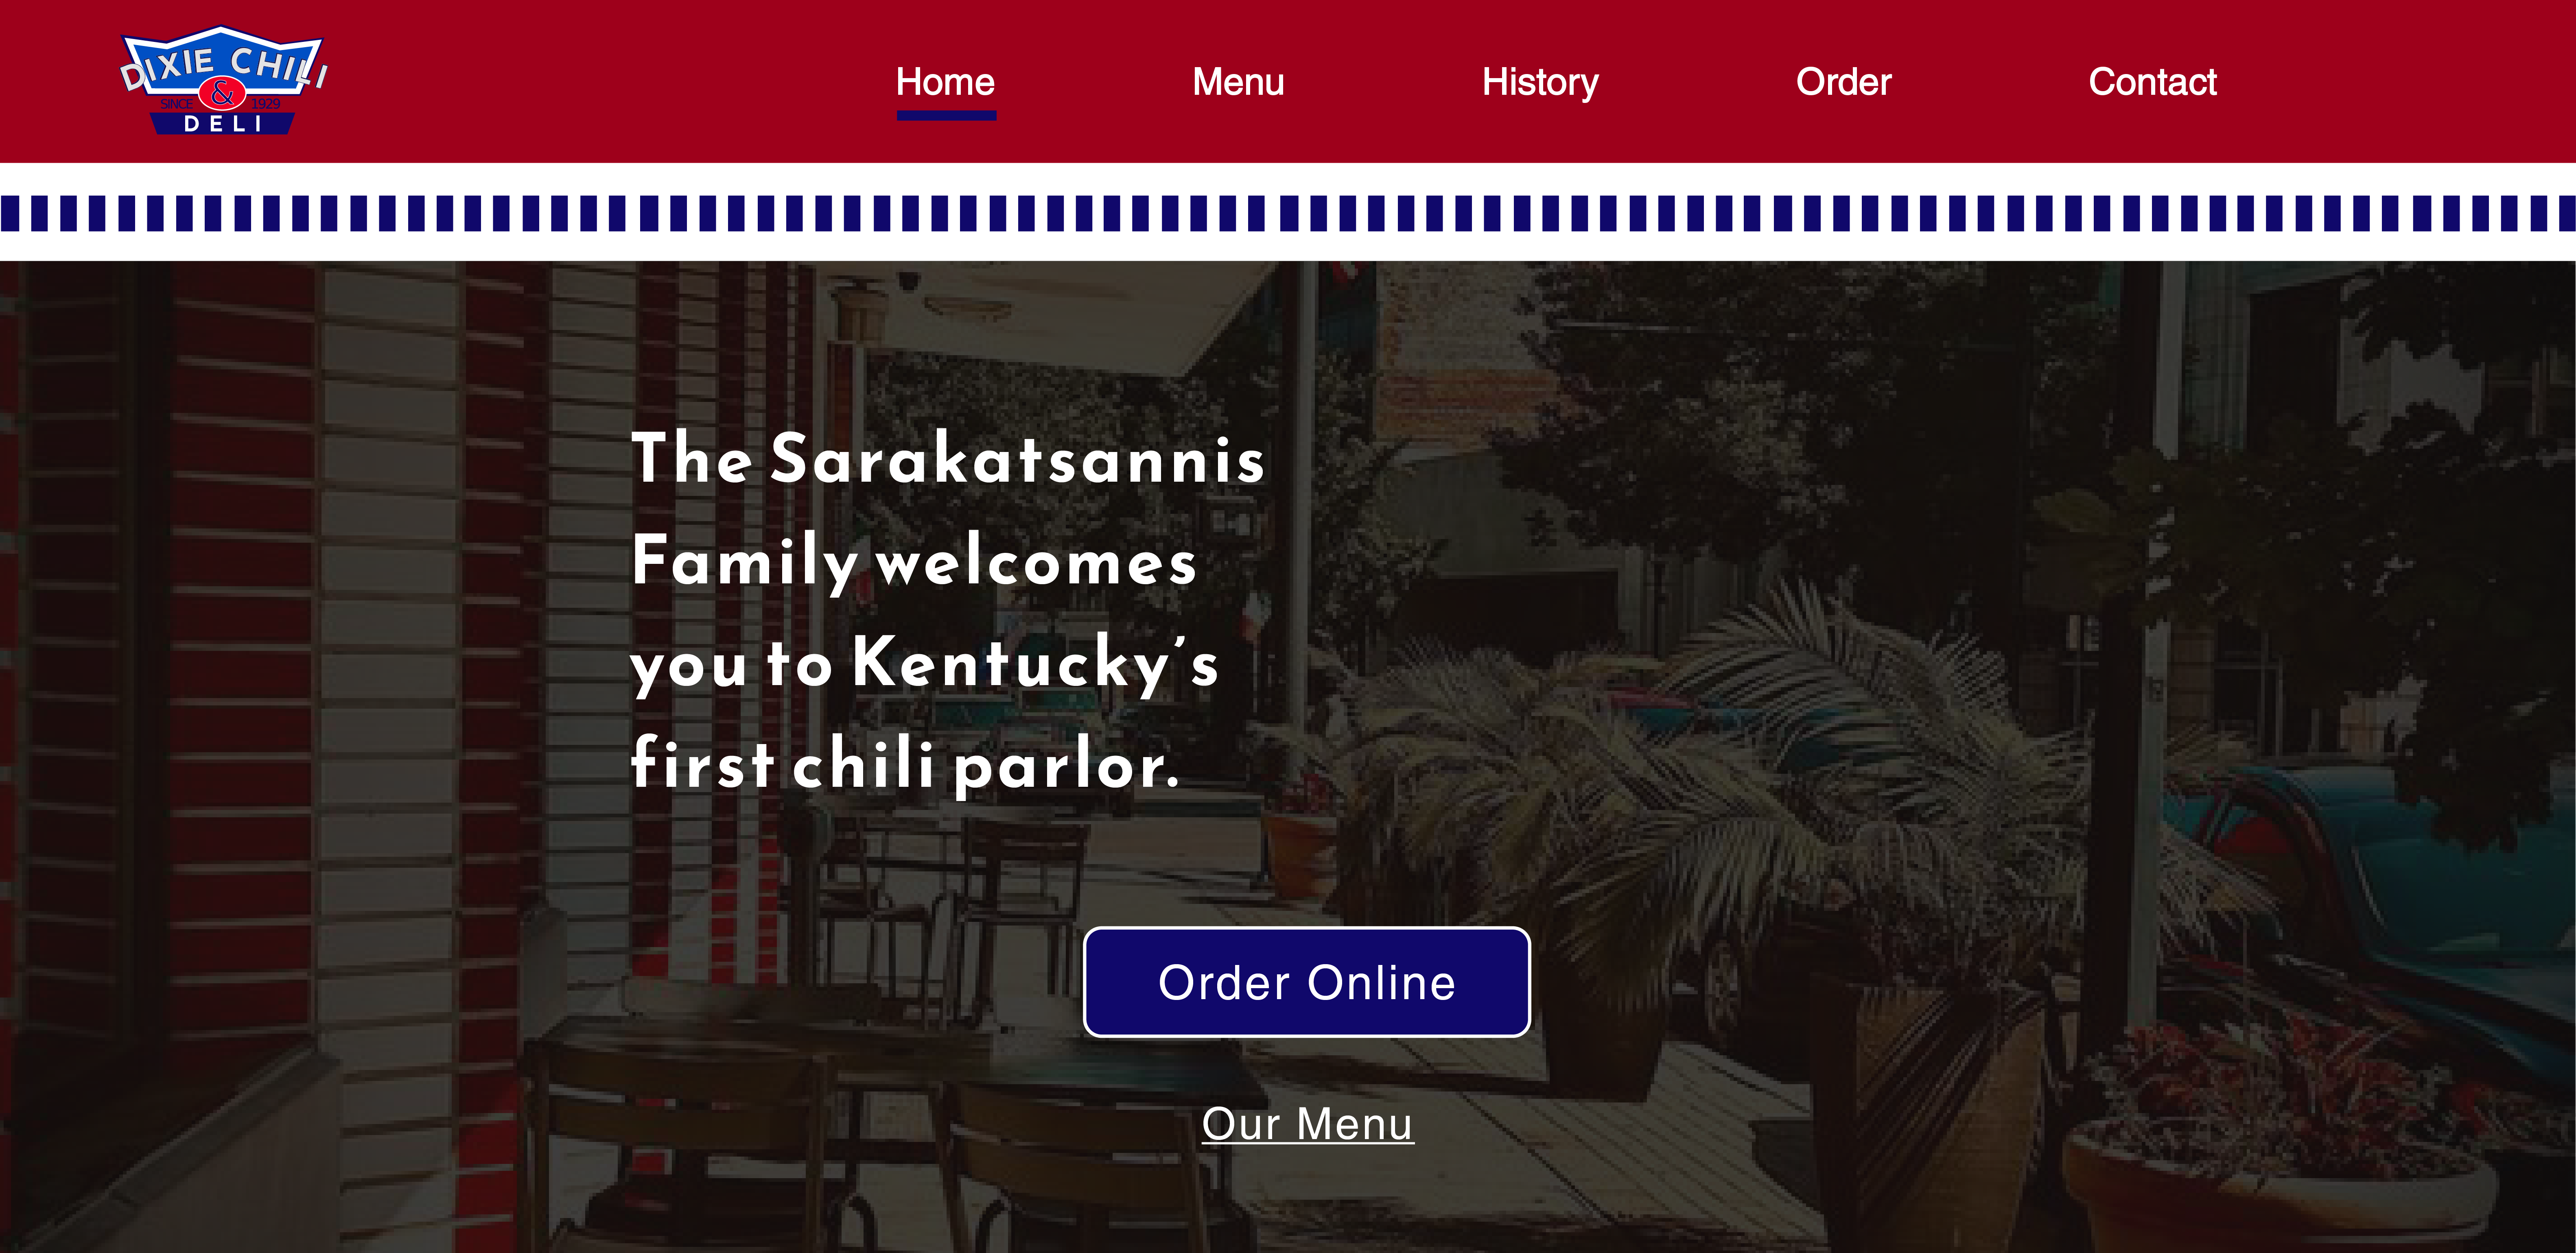 DIXIE CHILI
&
SINCE 1929
DELI
Home Menu History Order Contact
The Sarakatsannis
Family welcomes
you to Kentucky’s
first chili parlor.
Order Online
Our Menu